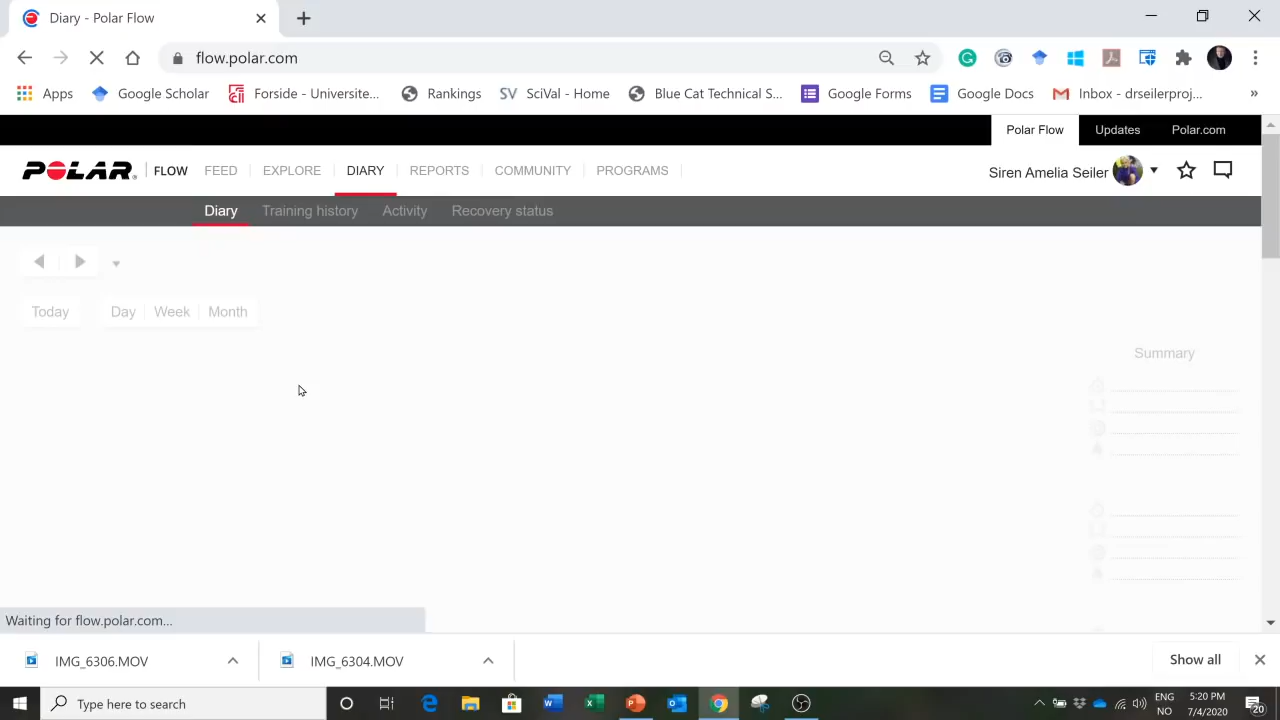 Diary - Polar Flow
flow.polar.com
Apps
Google Scholar
Forside - Universite...
Rankings
SV SciVal - Home
Blue Cat Technical S...
Google Forms
Google Docs
Inbox - drseilerproj...
»
Polar Flow
Updates
Polar.com
POLAR
FLOW
FEED
EXPLORE
DIARY
REPORTS
COMMUNITY
PROGRAMS
Siren Amelia Seiler
Diary
Training history
Activity
Recovery status
Today
Day
Week
Month
Summary
Waiting for flow.polar.com...
IMG_6306.MOV
IMG_6304.MOV
Show all
Type here to search
ENG
NO
5:20 PM
7/4/2020
20